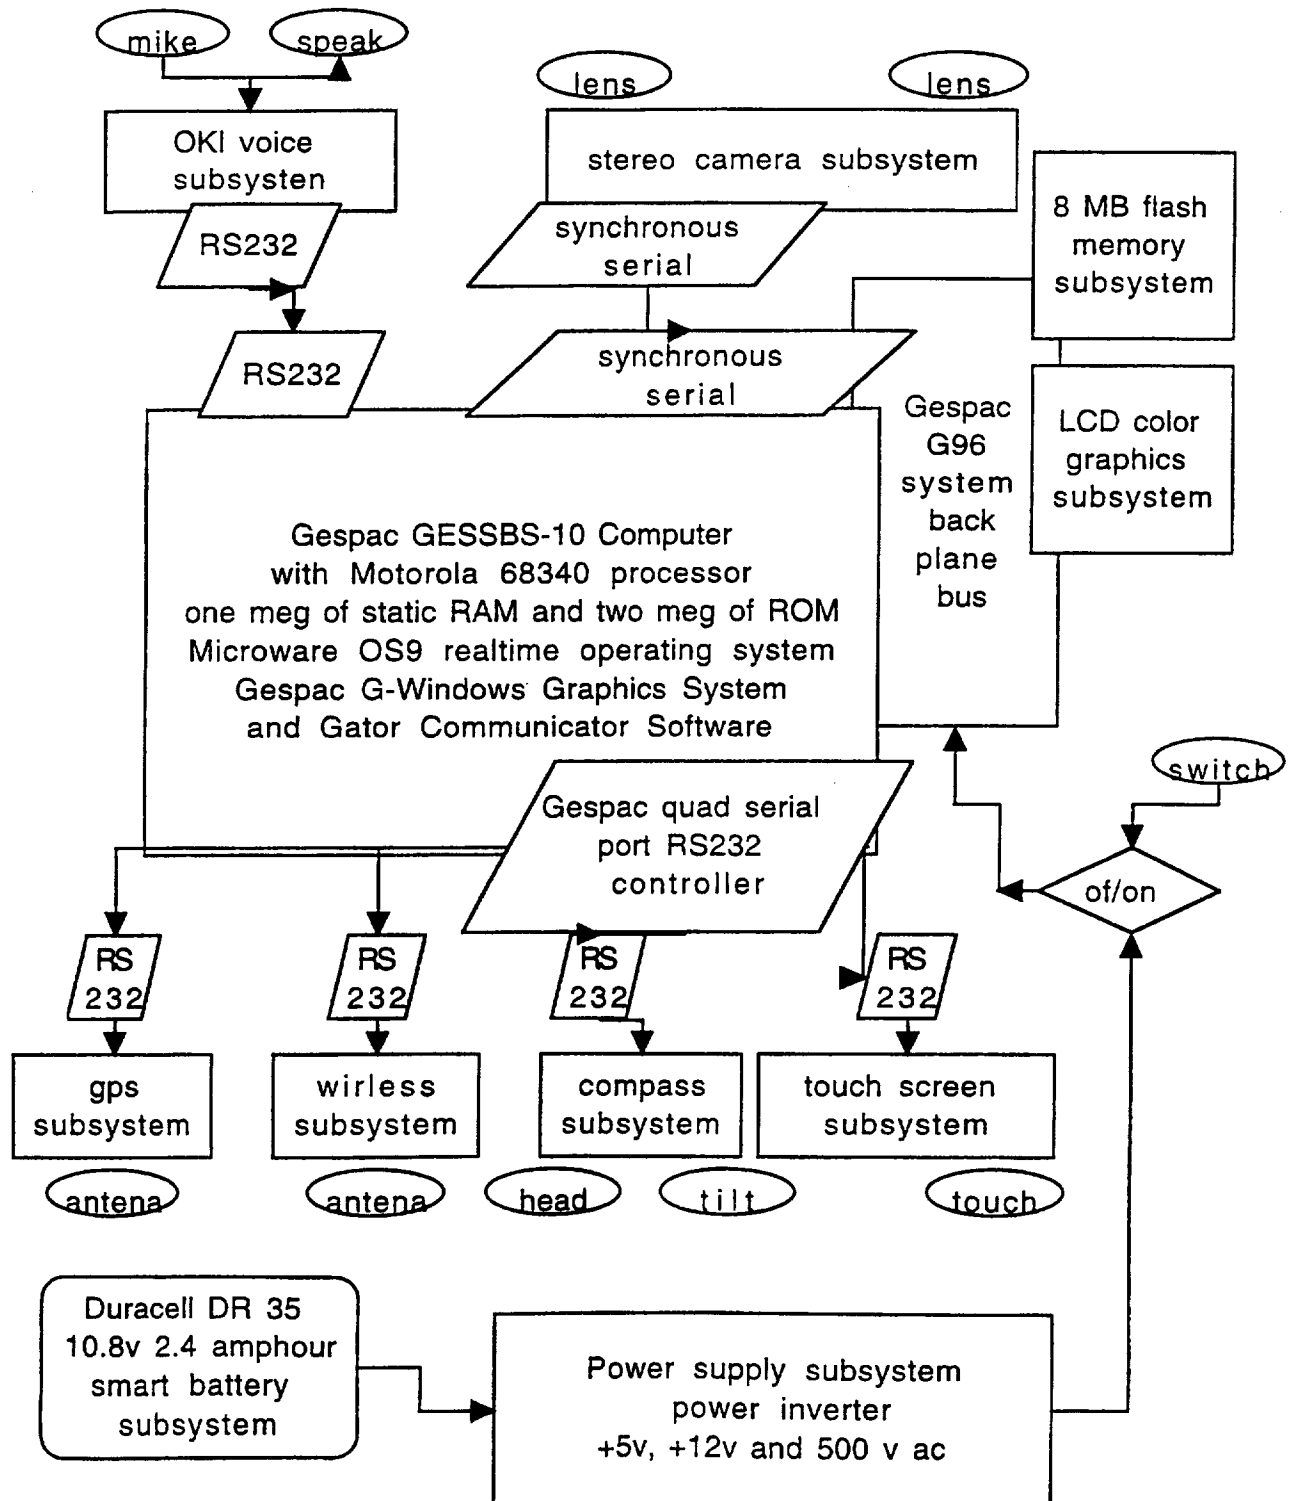 mike
speak
lens
lens
OKI voice
subsysten
stereo camera subsystem
8 MB flash
memory
subsystem
RS232
synchronous
serial
RS232
synchronous
serial
Gespac
G96
system
back
plane
bus
LCD color
graphics
subsystem
Gespac GESSBS-10 Computer
with Motorola 68340 processor
one meg of static RAM and two meg of ROM
Microware OS9 realtime operating system
Gespac G-Windows Graphics System
and Gator Communicator Software
switch
Gespac quad serial
port RS232
controller
of/on
RS
232
RS
232
RS
232
RS
232
gps
subsystem
wirless
subsystem
compass
subsystem
touch screen
subsystem
antena
antena
head
tilt
touch
Duracell DR 35
10.8v 2.4 amphour
smart battery
subsystem
Power supply subsystem
power inverter
+5v, +12v and 500 v ac